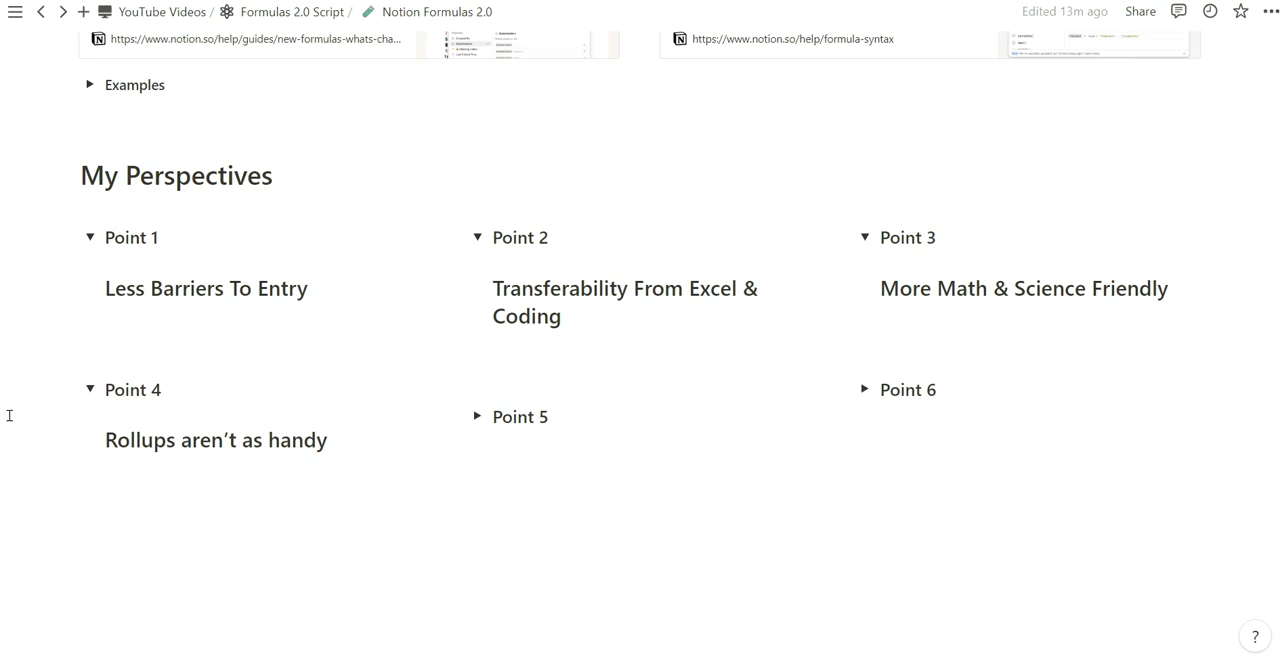 YouTube Videos / Formulas 2.0 Script / Notion Formulas 2.0
Edited 13m ago Share
https://www.notion.so/help/guides/new-formulas-whats-cha...
https://www.notion.so/help/formula-syntax
Examples
My Perspectives
Point 1
Less Barriers To Entry
Point 2
Transferability From Excel &
Coding
Point 3
More Math & Science Friendly
Point 4
Rollups aren’t as handy
Point 5
Point 6
?